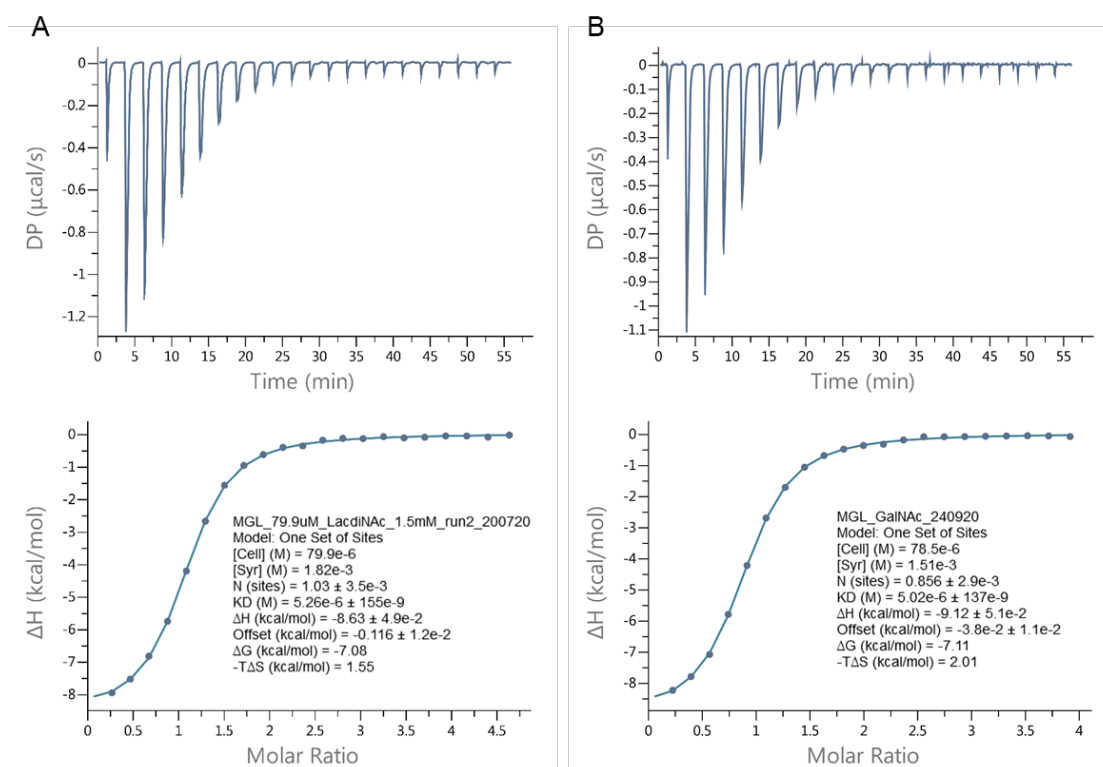 A
B
0
-0.2
-0.4
-0.6
-0.8
-1
-1.2
DP (µcal/s)
0 5 10 15 20 25 30 35 40 45 50 55
Time (min)
0
-0.1
-0.2
-0.3
-0.4
-0.5
-0.6
-0.7
-0.8
-0.9
-1
-1.1
DP (µcal/s)
0 5 10 15 20 25 30 35 40 45 50 55
Time (min)
0
-1
-2
-3
-4
-5
-6
-7
-8
ΔH (kcal/mol)
MGL_79.9uM_LacdiNAc_1.5mM_run2_200720
Model: One Set of Sites
[Cell] (M) = 79.9e-6
[Syr] (M) = 1.82e-3
N (sites) = 1.03 ± 3.5e-3
KD (M) = 5.26e-6 ± 155e-9
ΔH (kcal/mol) = -8.63 ± 4.9e-2
Offset (kcal/mol) = -0.116 ± 1.2e-2
ΔG (kcal/mol) = -7.08
-TΔS (kcal/mol) = 1.55
0 0.5 1 1.5 2 2.5 3 3.5 4 4.5
Molar Ratio
0
-1
-2
-3
-4
-5
-6
-7
-8
ΔH (kcal/mol)
MGL_GalNAc_240920
Model: One Set of Sites
[Cell] (M) = 78.5e-6
[Syr] (M) = 1.51e-3
N (sites) = 0.856 ± 2.9e-3
KD (M) = 5.02e-6 ± 137e-9
ΔH (kcal/mol) = -9.12 ± 5.1e-2
Offset (kcal/mol) = -3.8e-2 ± 1.1e-2
ΔG (kcal/mol) = -7.11
-TΔS (kcal/mol) = 2.01
0 0.5 1 1.5 2 2.5 3 3.5 4
Molar Ratio